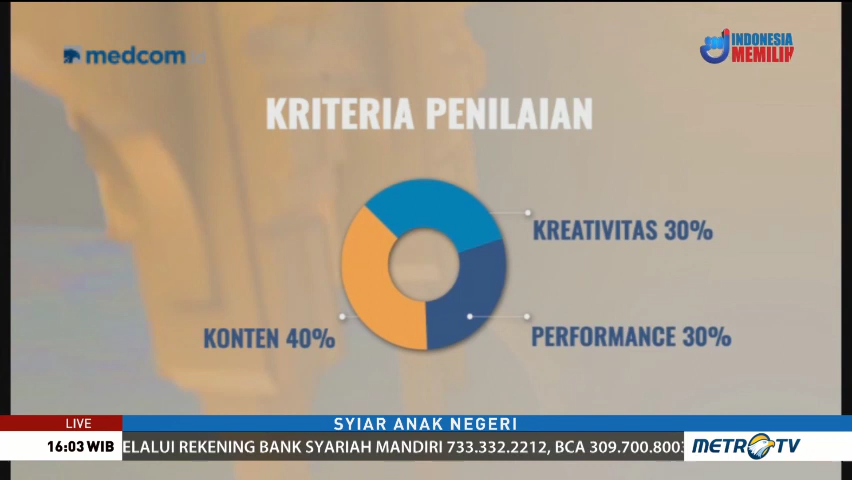 medcom
INDONESIA
MEMILIH
KRITERIA PENILAIAN
KREATIVITAS 30%
KONTEN 40%
PERFORMANCE 30%
LIVE
SYIAR ANAK NEGERI
16:03 WIB
ELALUI REKENING BANK SYARIAH MANDIRI 733.332.2212, BCA 309.700.8003
METRO TV